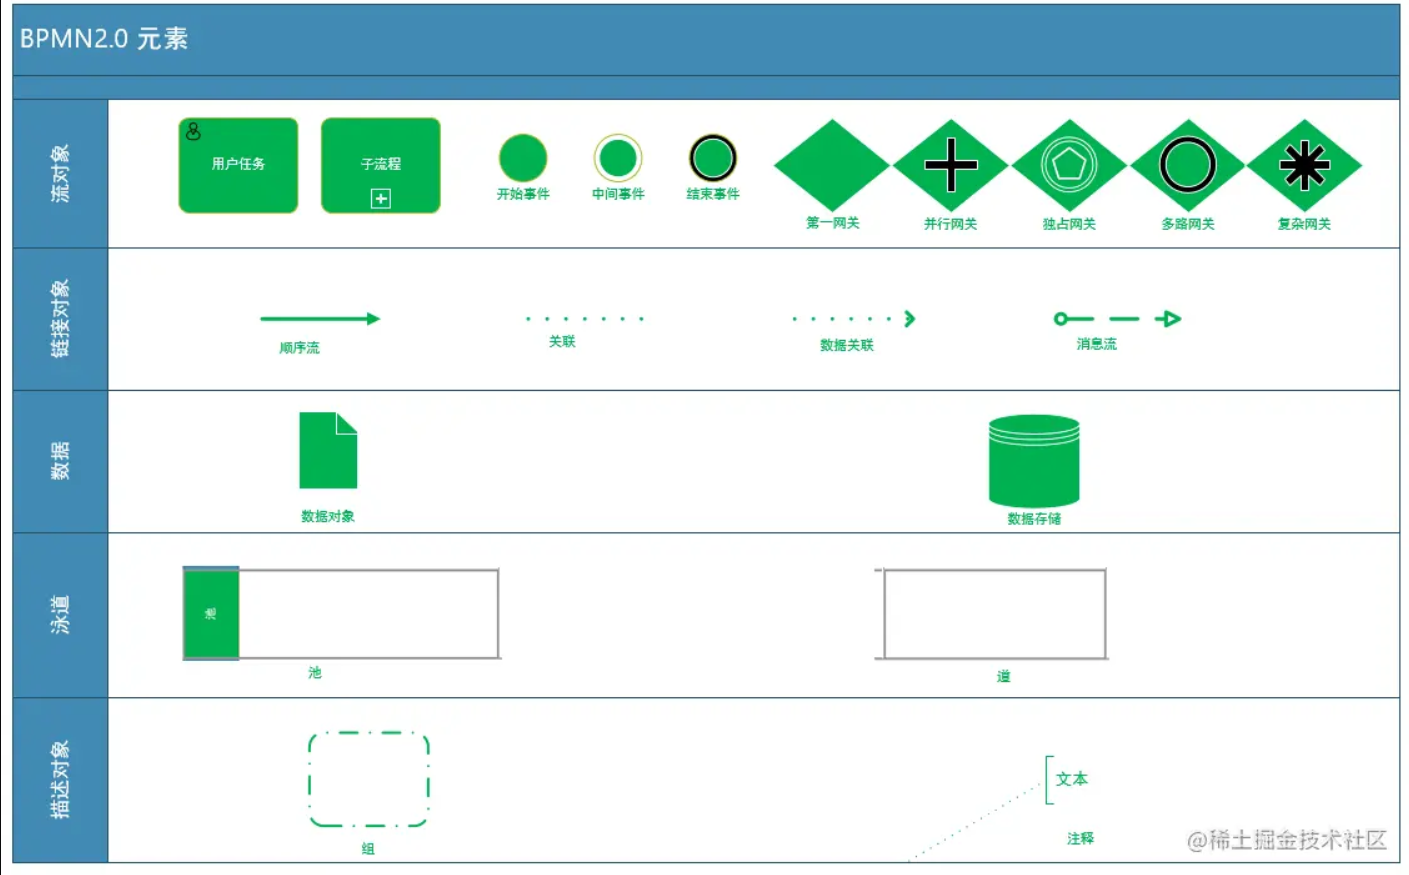 BPMN2.0 元素
流对象
用户任务
子流程
开始事件
中间事件
结束事件
第一网关
并行网关
独占网关
多路网关
复杂网关
链接对象
顺序流
关联
数据关联
消息流
数据
数据对象
数据存储
泳道
池
池
道
描述对象
组
文本
注释
@稀土掘金技术社区